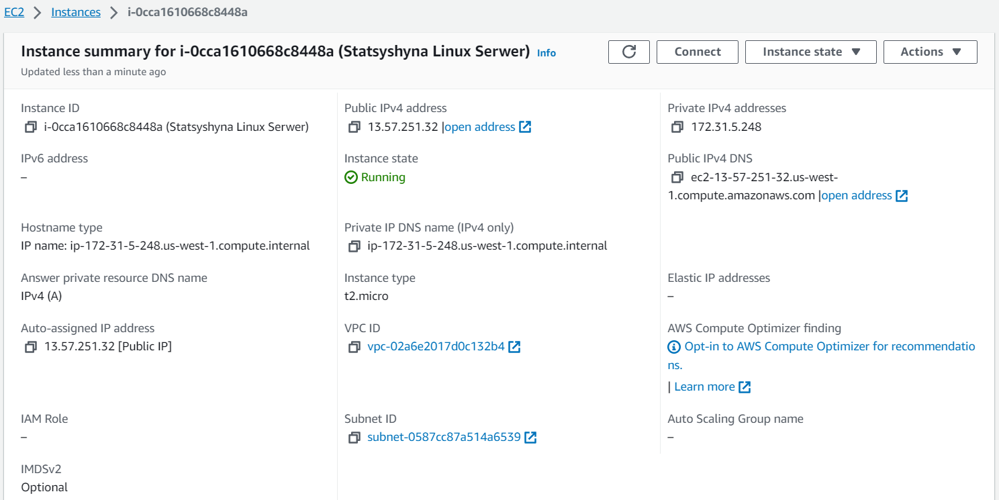 EC2 > Instances > i-0cca1610668c8448a
Instance summary for i-0cca1610668c8448a (Statsyshyna Linux Serwer) Info
Updated less than a minute ago
Connect
Instance state
Actions
Instance ID
i-0cca1610668c8448a (Statsyshyna Linux Serwer)
Public IPv4 address
13.57.251.32 |open address
Private IPv4 addresses
172.31.5.248
IPv6 address
–
Instance state
Running
Public IPv4 DNS
ec2-13-57-251-32.us-west-
1.compute.amazonaws.com |open address
Hostname type
IP name: ip-172-31-5-248.us-west-1.compute.internal
Private IP DNS name (IPv4 only)
ip-172-31-5-248.us-west-1.compute.internal
Answer private resource DNS name
IPv4 (A)
Instance type
t2.micro
Elastic IP addresses
–
Auto-assigned IP address
13.57.251.32 [Public IP]
VPC ID
vpc-02a6e2017d0c132b4
AWS Compute Optimizer finding
Opt-in to AWS Compute Optimizer for recommendatio
ns.
| Learn more
IAM Role
–
Subnet ID
subnet-0587cc87a514a6539
Auto Scaling Group name
–
IMDSv2
Optional